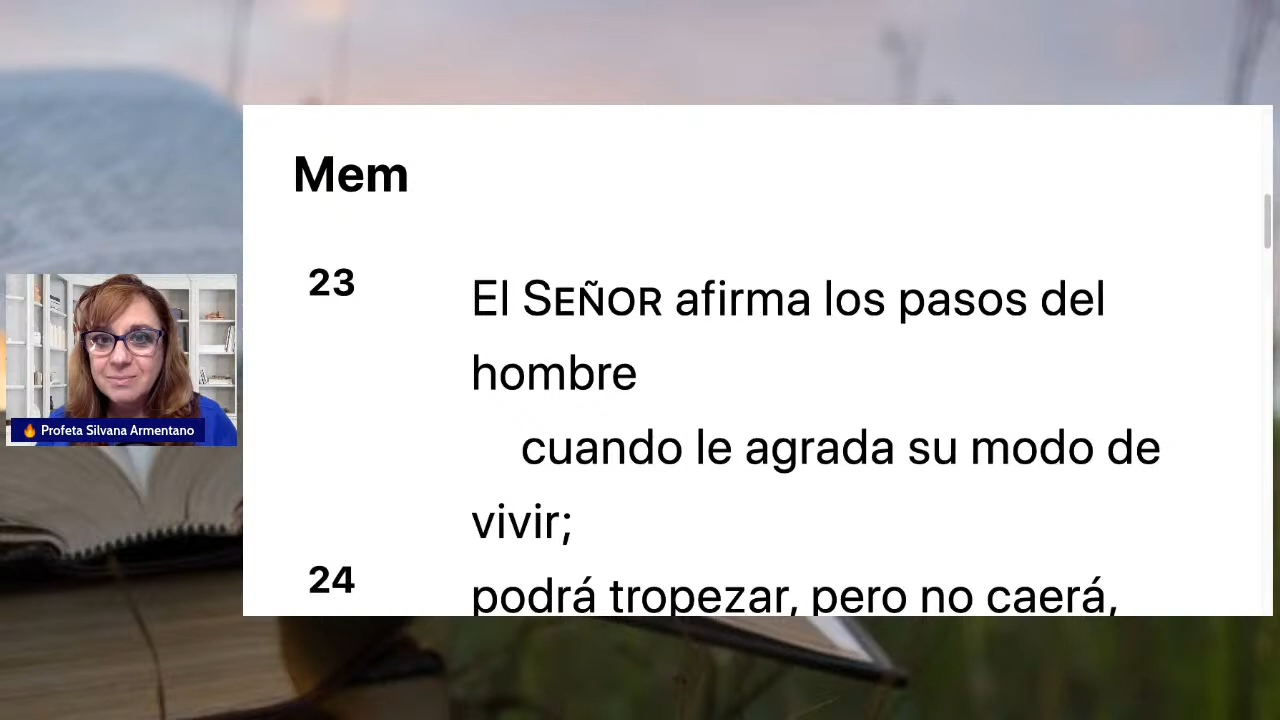 Mem
23 El SEÑOR afirma los pasos del
hombre
cuando le agrada su modo de
vivir;
24 podrá tropezar, pero no caerá,
🔥 Profeta Silvana Armentano